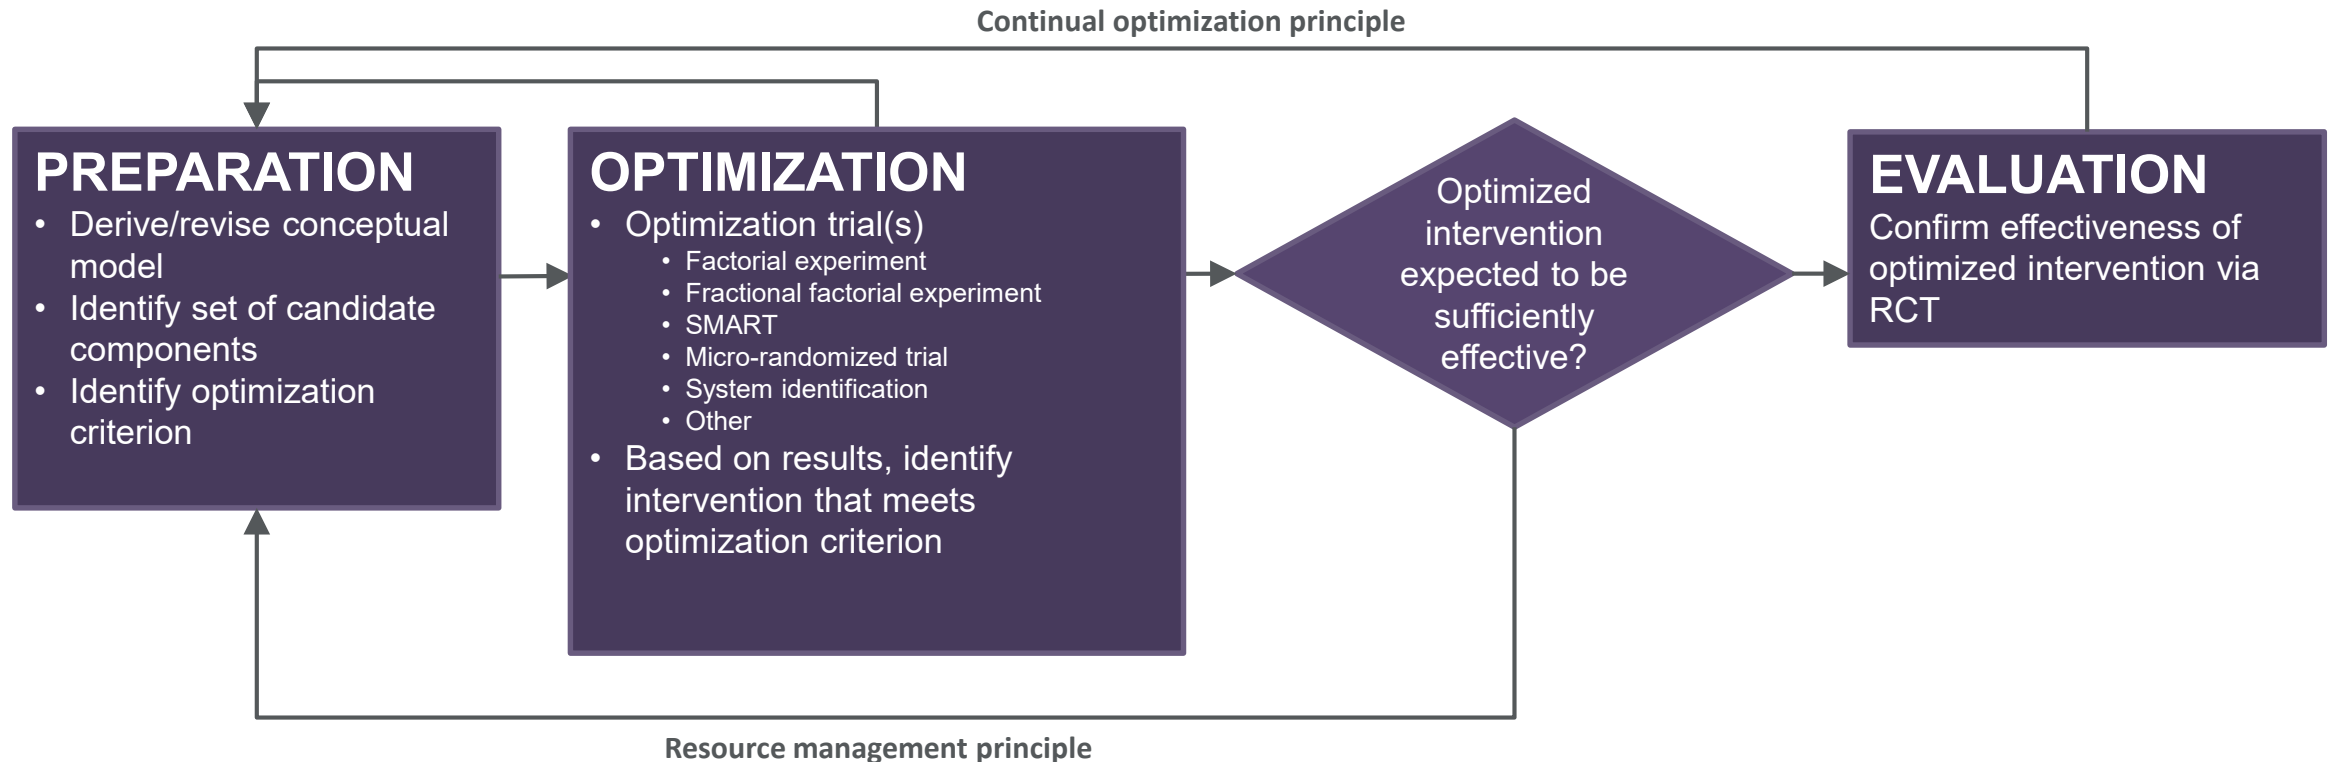 Continual optimization principle
PREPARATION
• Derive/revise conceptual
model
• Identify set of candidate
components
• Identify optimization
criterion
OPTIMIZATION
• Optimization trial(s)
• Factorial experiment
• Fractional factorial experiment
• SMART
• Micro-randomized trial
• System identification
• Other
• Based on results, identify
intervention that meets
optimization criterion
Optimized
intervention
expected to be
sufficiently
effective?
EVALUATION
Confirm effectiveness of
optimized intervention via
RCT
Resource management principle